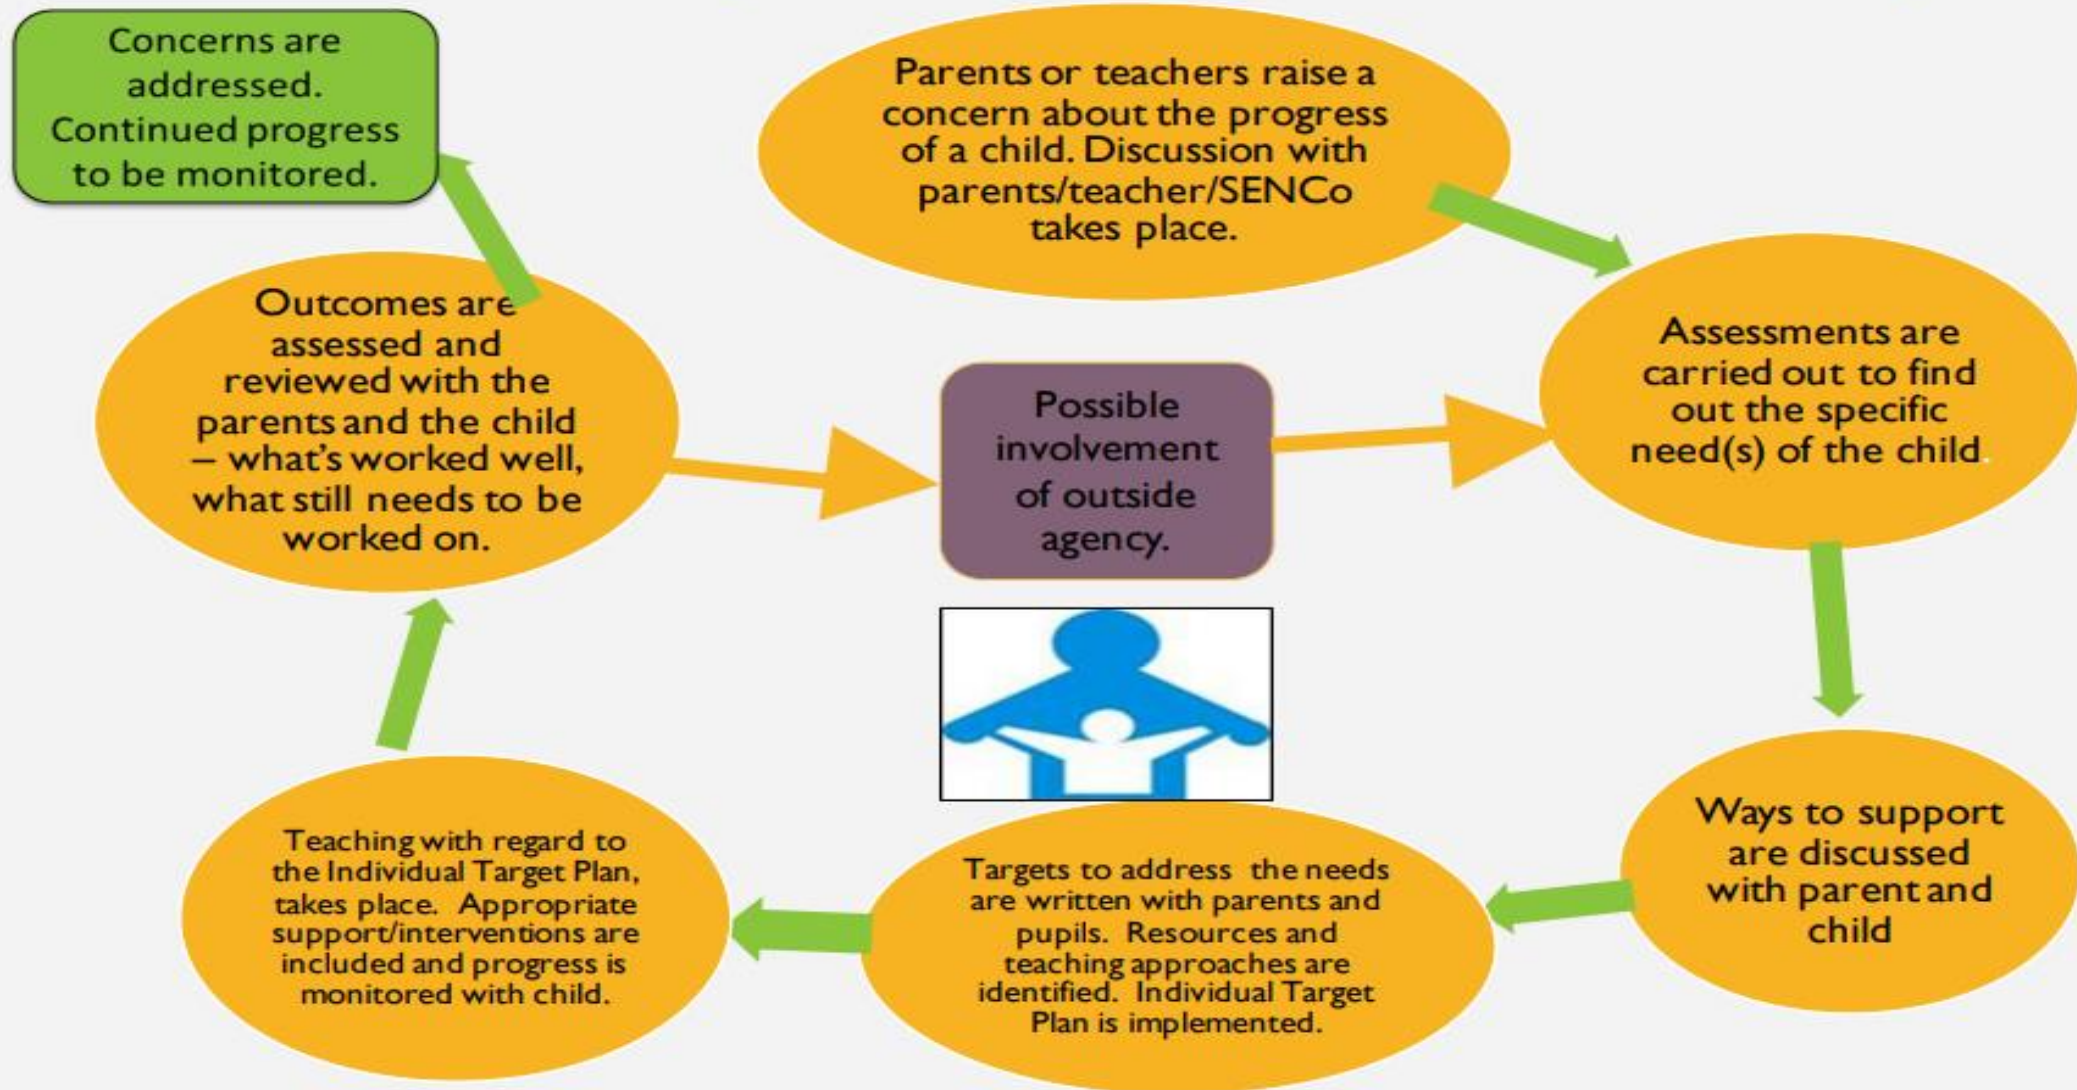 Concerns are
addressed.
Continued progress
to be monitored.
Parents or teachers raise a
concern about the progress
of a child. Discussion with
parents/teacher/SENCo
takes place.
Assessments are
carried out to find
out the specific
need(s) of the child.
Ways to support
are discussed
with parent and
child
Targets to address the needs
are written with parents and
pupils. Resources and
teaching approaches are
identified. Individual Target
Plan is implemented.
Teaching with regard to
the Individual Target Plan,
takes place. Appropriate
support/interventions are
included and progress is
monitored with child.
Outcomes are
assessed and
reviewed with the
parents and the child
– what's worked well,
what still needs to be
worked on.
Possible
involvement
of outside
agency.